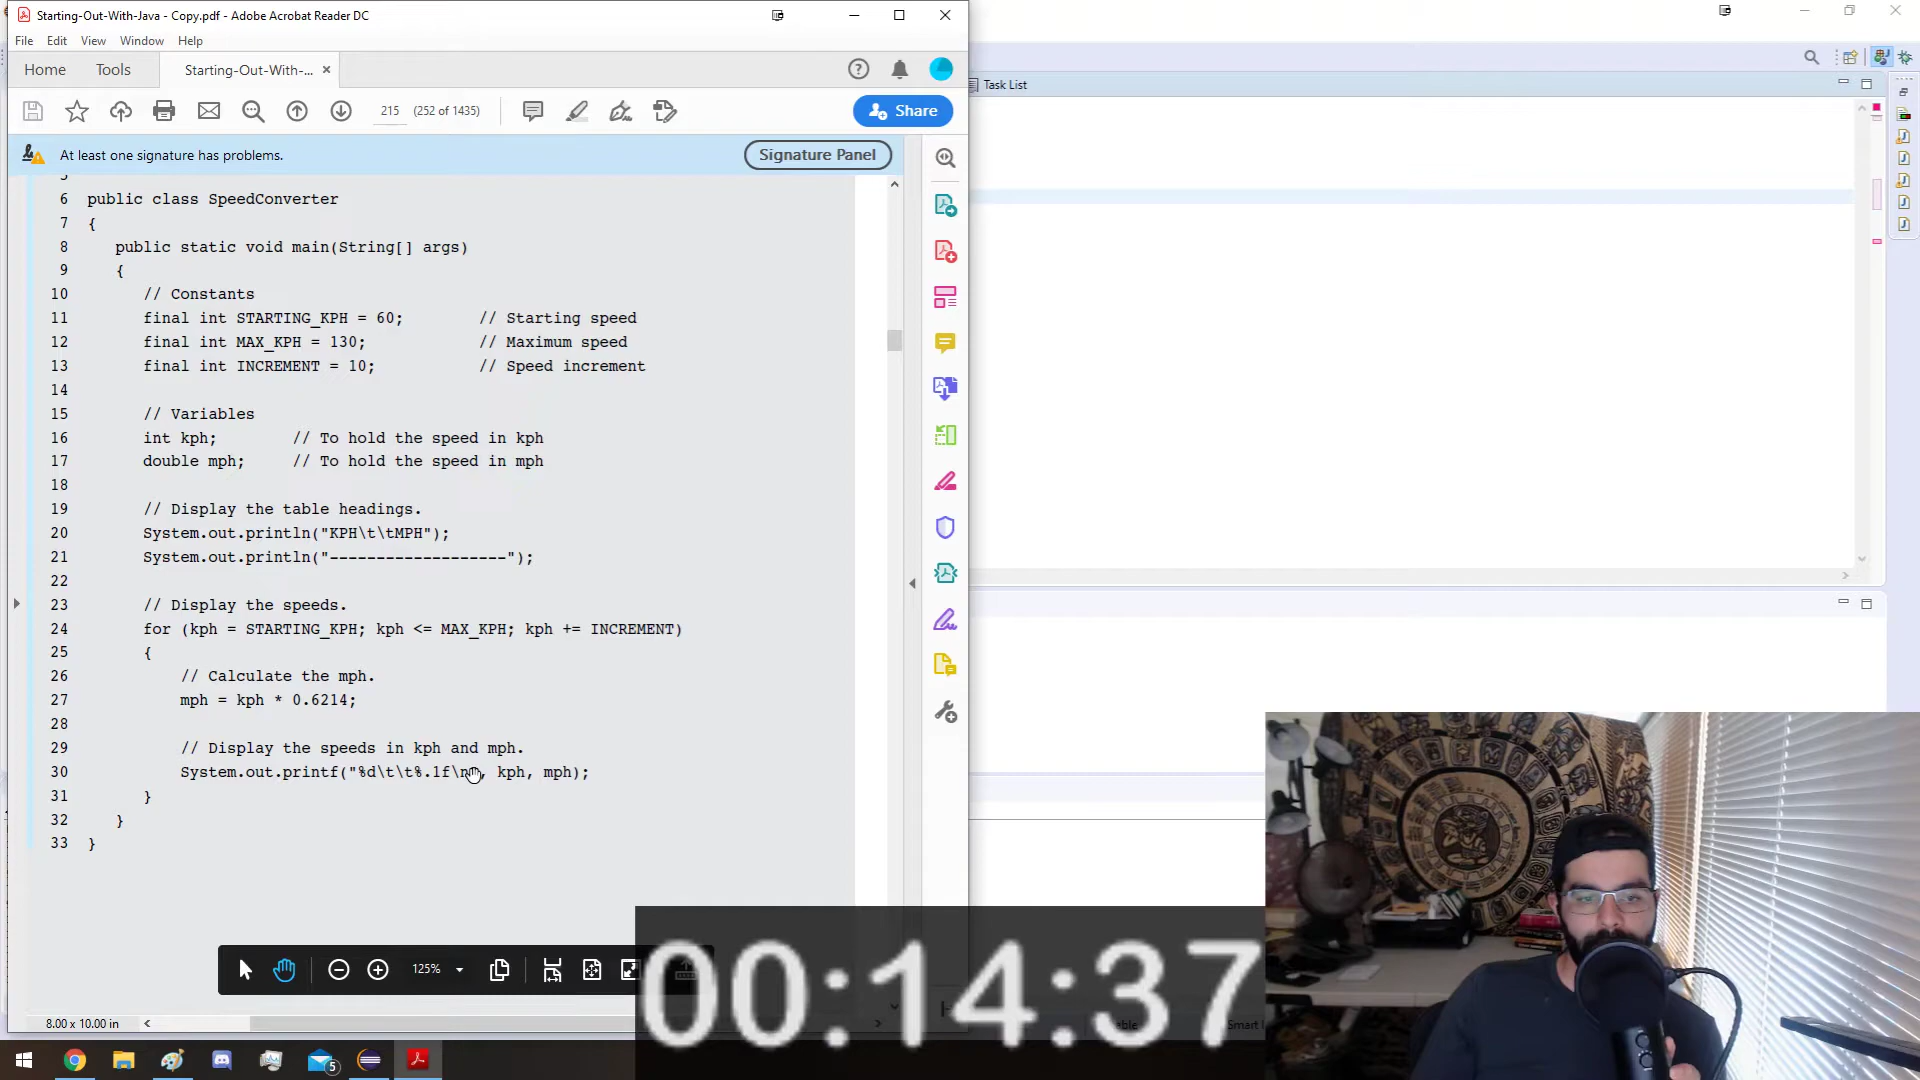 Starting-Out-With-Java - Copy.pdf - Adobe Acrobat Reader DC
File Edit View Window Help
Home Tools Starting-Out-With-...
215 (252 of 1435)
Share
Task List
At least one signature has problems.
Signature Panel
6 public class SpeedConverter
7 {
8 public static void main(String[] args)
9 {
10 // Constants
11 final int STARTING_KPH = 60; // Starting speed
12 final int MAX_KPH = 130; // Maximum speed
13 final int INCREMENT = 10; // Speed increment
14
15 // Variables
16 int kph; // To hold the speed in kph
17 double mph; // To hold the speed in mph
18
19 // Display the table headings.
20 System.out.println("KPH\t\tMPH");
21 System.out.println("-------------------");
22
23 // Display the speeds.
24 for (kph = STARTING_KPH; kph <= MAX_KPH; kph += INCREMENT)
25 {
26 // Calculate the mph.
27 mph = kph * 0.6214;
28
29 // Display the speeds in kph and mph.
30 System.out.printf("%d\t\t%.1f\n", kph, mph);
31 }
32 }
33 }
125%
00:14:37
8.00 x 10.00 in
Smart I
5